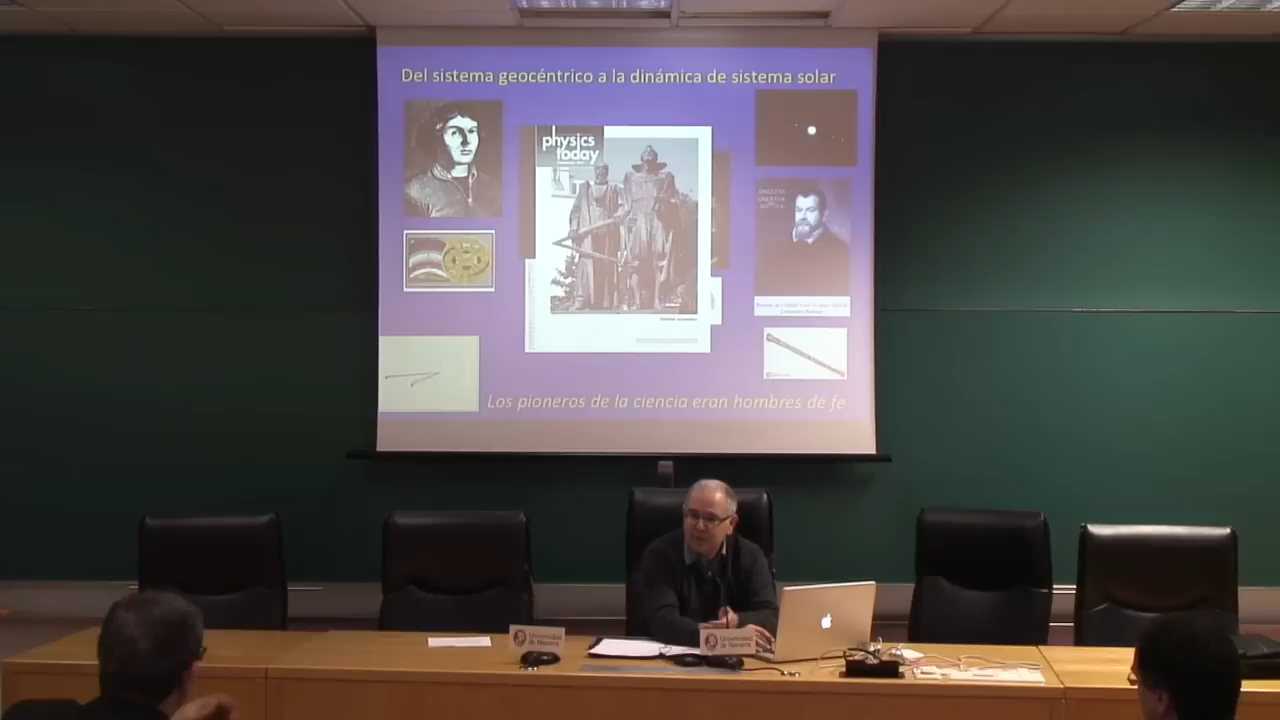 Del sistema geocéntrico a la dinámica de sistema solar
physics
today
Los pioneros de la ciencia eran hombres de fe
Universidad
de Navarra
Universidad
de Navarra